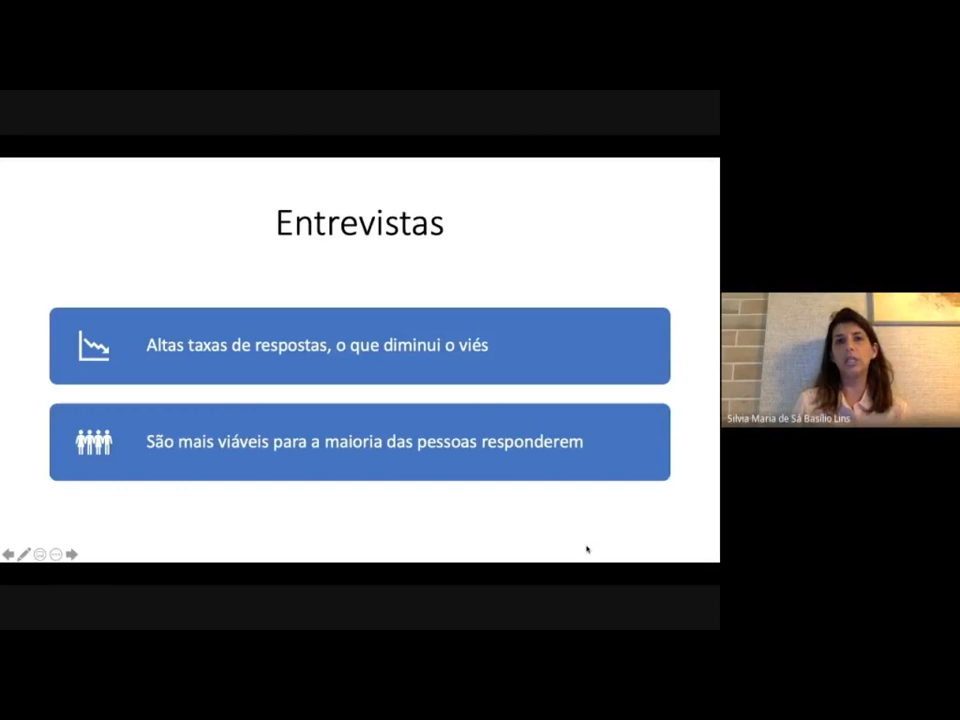 Entrevistas
Altas taxas de respostas, o que diminui o viés
São mais viáveis para a maioria das pessoas responderem
Silvia Maria de Sá Basílio Lins